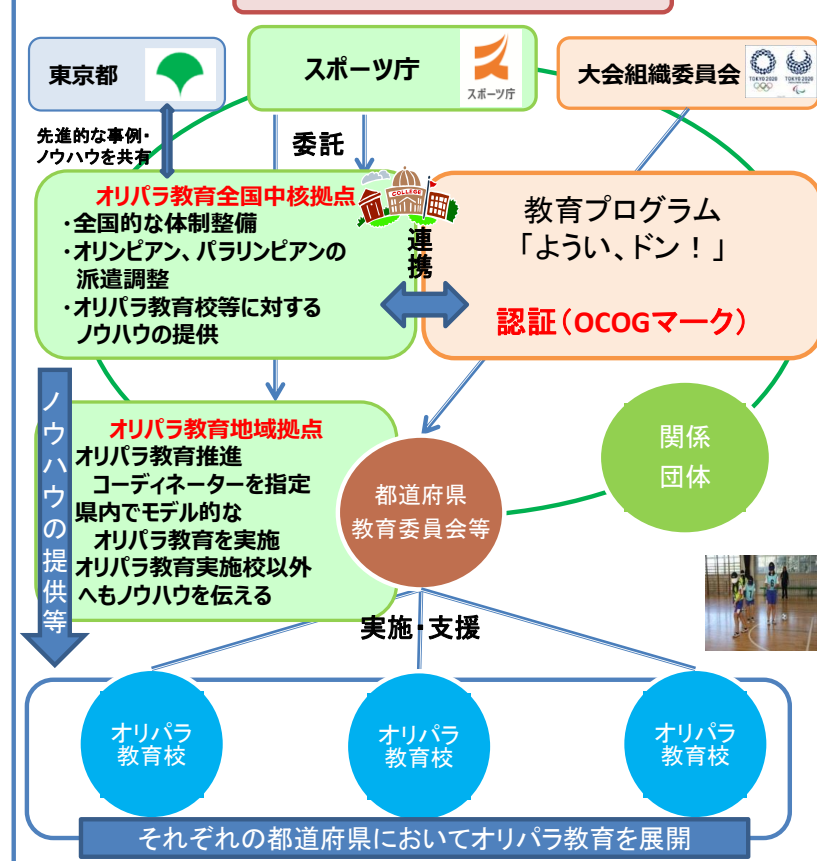 東京都
スポーツ庁
スポーツ庁
大会組織委員会
TOKYO 2020
TOKYO 2020
先進的な事例・
ノウハウを共有
委託
オリパラ教育全国中核拠点
・全国的な体制整備
・オリンピアン、パラリンピアンの
派遣調整
・オリパラ教育校等に対する
ノウハウの提供
COLLEGE
連携
教育プログラム
「ようい、ドン！」
認証（OCOGマーク）
ノウハウの提供等
オリパラ教育地域拠点
オリパラ教育推進
コーディネーターを指定
県内でモデル的な
オリパラ教育を実施
オリパラ教育実施校以外
へもノウハウを伝える
都道府県
教育委員会等
関係
団体
実施・支援
オリパラ
教育校
オリパラ
教育校
オリパラ
教育校
それぞれの都道府県においてオリパラ教育を展開